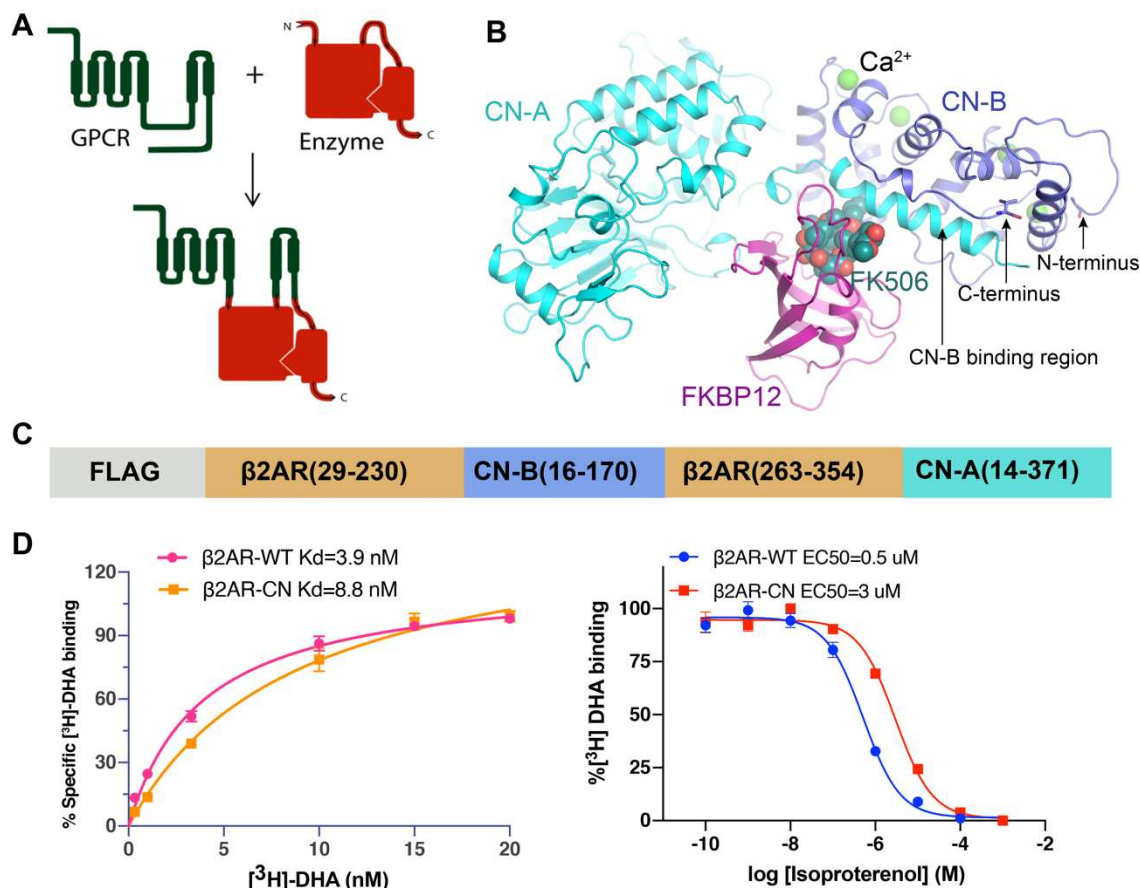 A
GPCR
+
N
Enzyme
C
C
B
CN-A
Ca2+
CN-B
FK506
FKBP12
N-terminus
C-terminus
CN-B binding region
C
FLAG β2AR(29-230) CN-B(16-170) β2AR(263-354) CN-A(14-371)
D
β2AR-WT Kd=3.9 nM
β2AR-CN Kd=8.8 nM
% Specific [³H]-DHA binding
120
90
60
30
0
0 5 10 15 20
[³H]-DHA (nM)
β2AR-WT EC50=0.5 uM
β2AR-CN EC50=3 uM
%[³H] DHA binding
100
75
50
25
0
-10 -8 -6 -4 -2
log [Isoproterenol] (M)